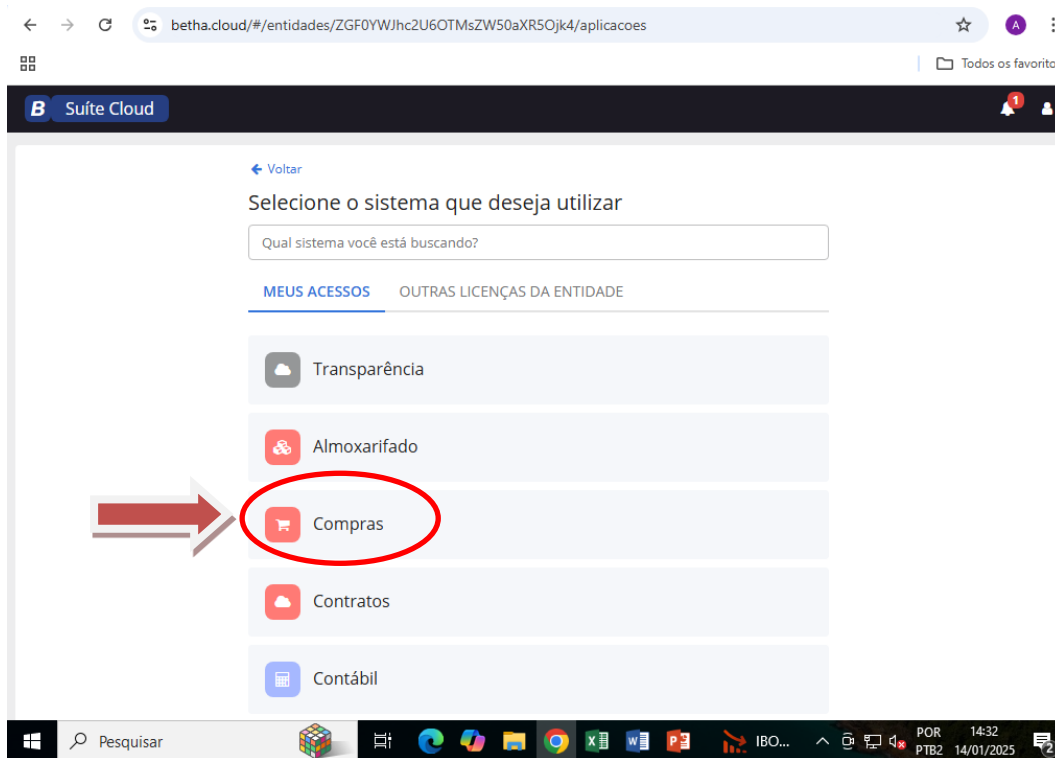 betha.cloud/#/entidades/ZGF0YWJhc2U6OTMsZW50aXR5Ojk4/aplicacoes
A
Todos os favorito
B Suíte Cloud
1
Voltar
Selecione o sistema que deseja utilizar
Qual sistema você está buscando?
MEUS ACESSOS OUTRAS LICENÇAS DA ENTIDADE
Transparência
Almoxarifado
Compras
Contratos
Contábil
Pesquisar
IBO...
POR 14:32
PTB2 14/01/2025
2